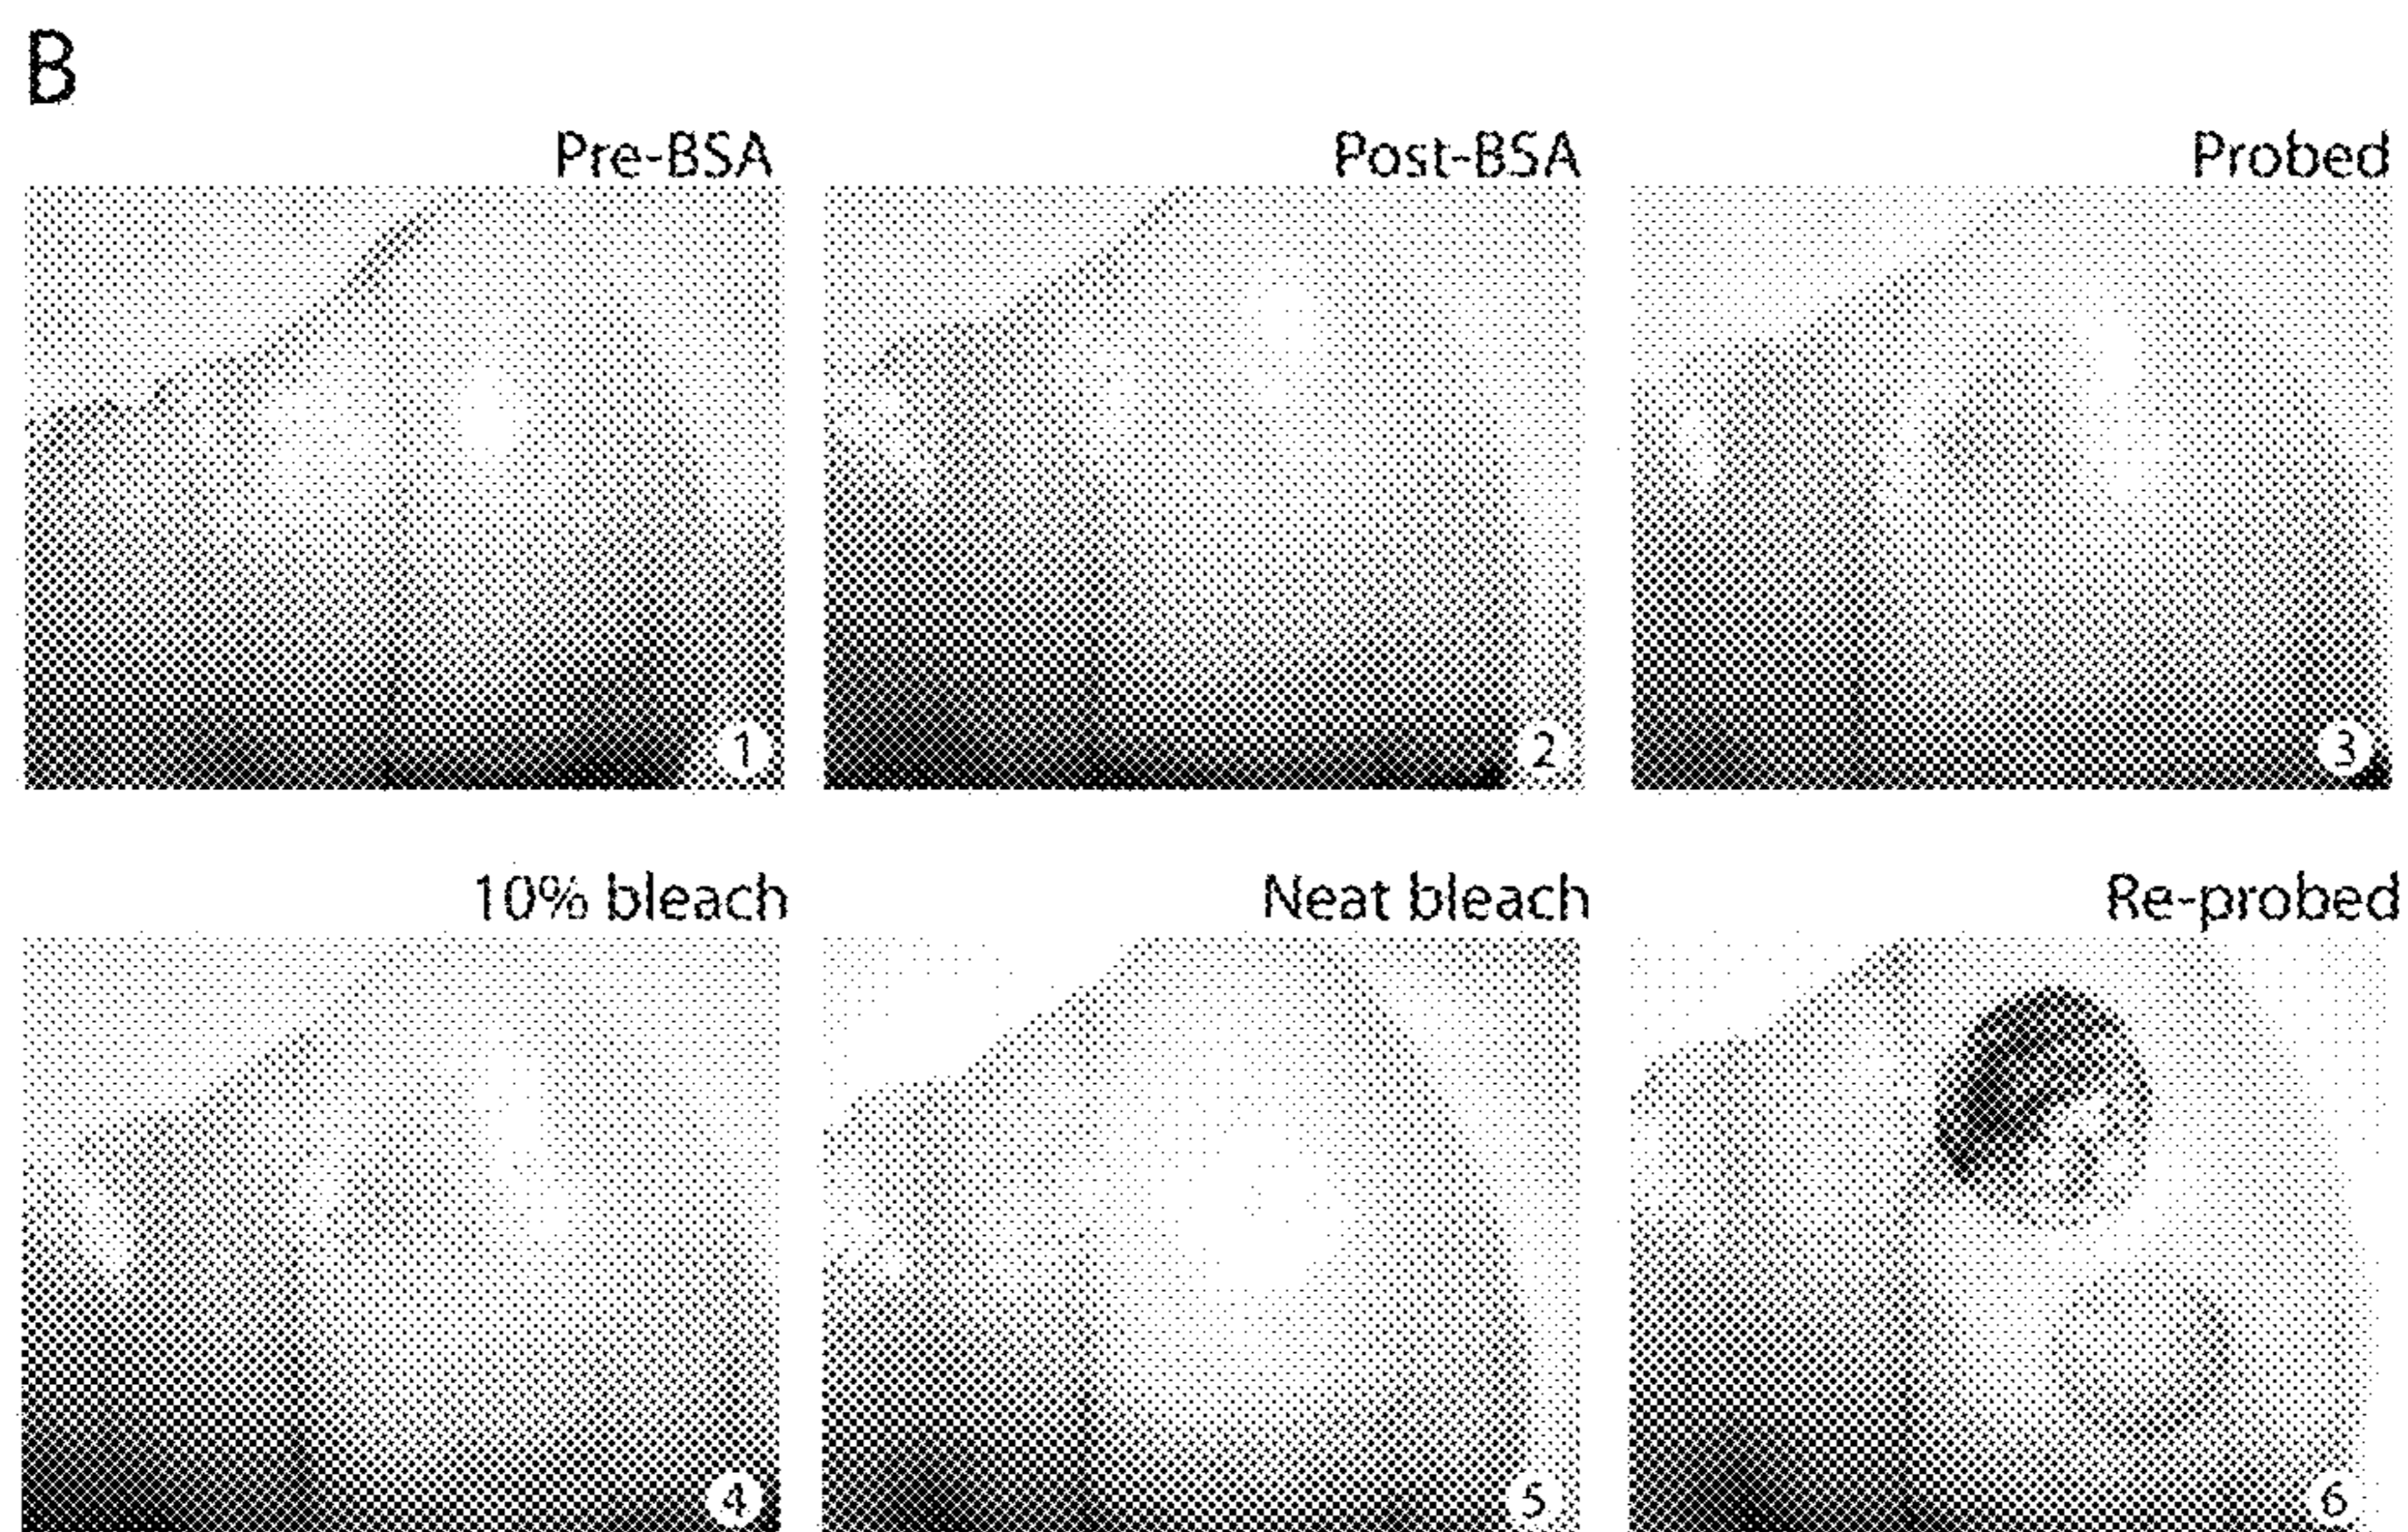 B
Pre-BSA
Post-BSA
Probed
1
2
3
10% bleach
Neat bleach
Re-probed
4
5
6